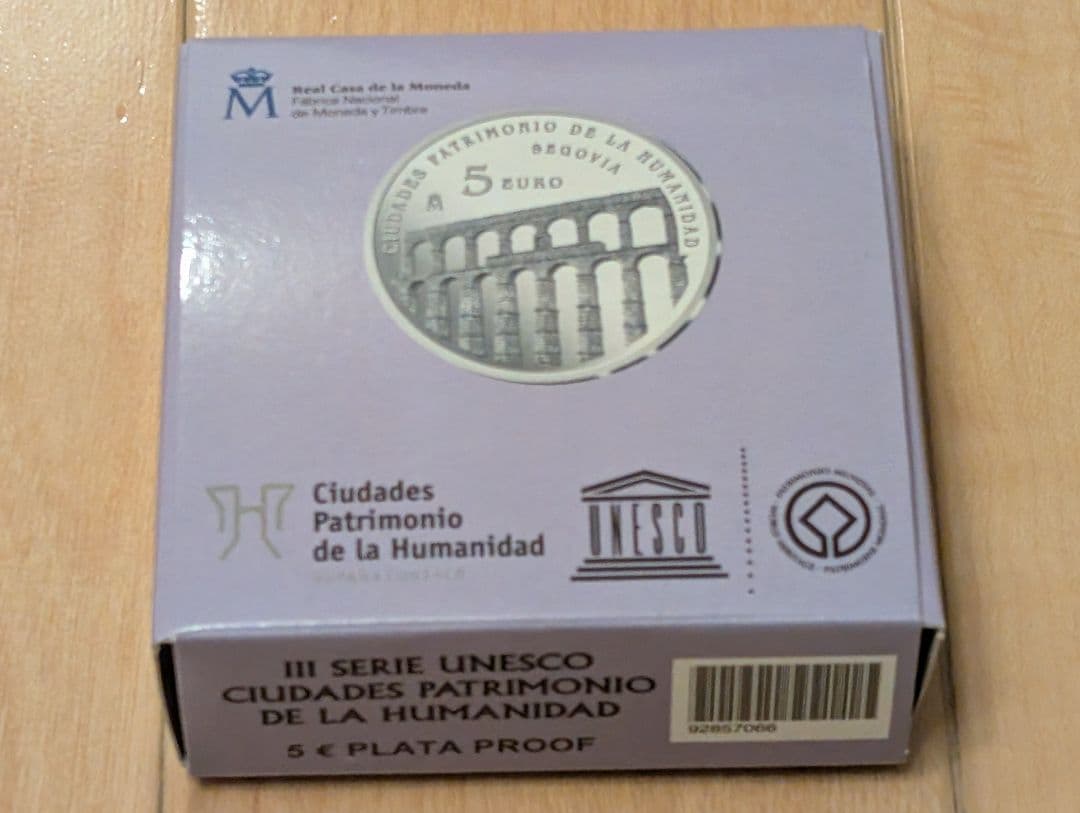 Real Casa de la Moneda
Fábrica Nacional
de Moneda y Timbre
M
CIUDADES PATRIMONIO DE LA HUMANIDAD
SEGOVIA
5 EURO
M
Ciudades
Patrimonio
de la Humanidad
UNESCO
III SERIE UNESCO
CIUDADES PATRIMONIO
DE LA HUMANIDAD
5 € PLATA PROOF
92857066